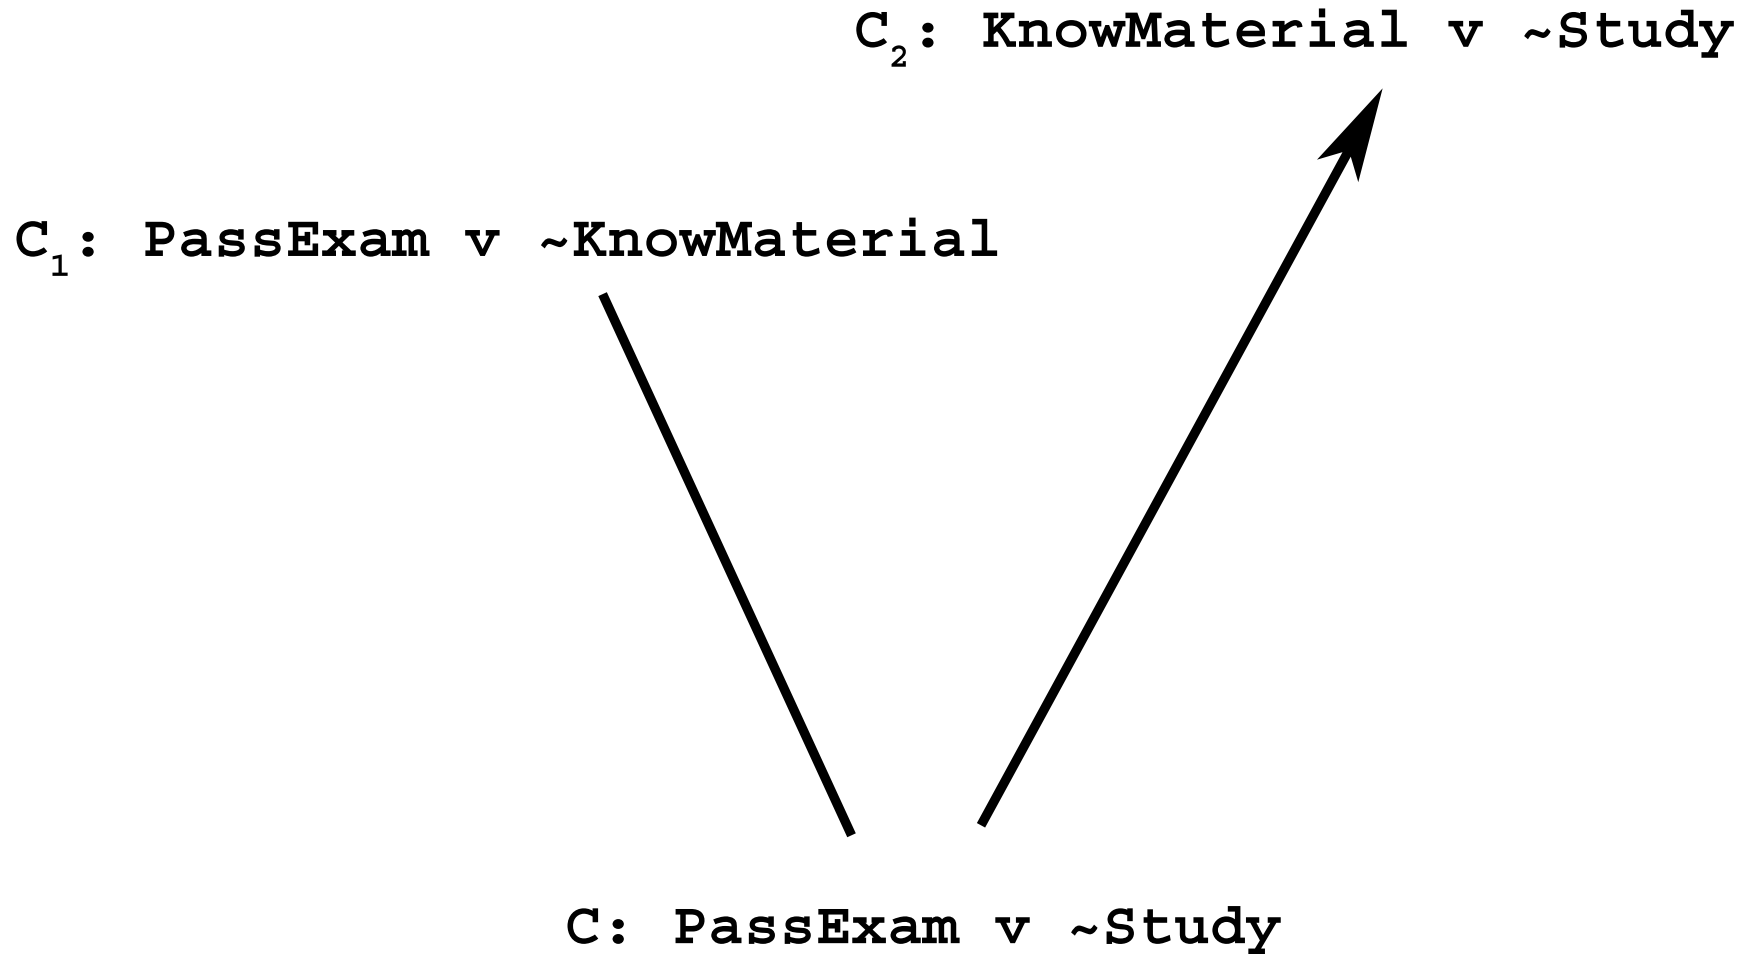 C₂: KnowMaterial v ~Study
C₁: PassExam v ~KnowMaterial
C: PassExam v ~Study